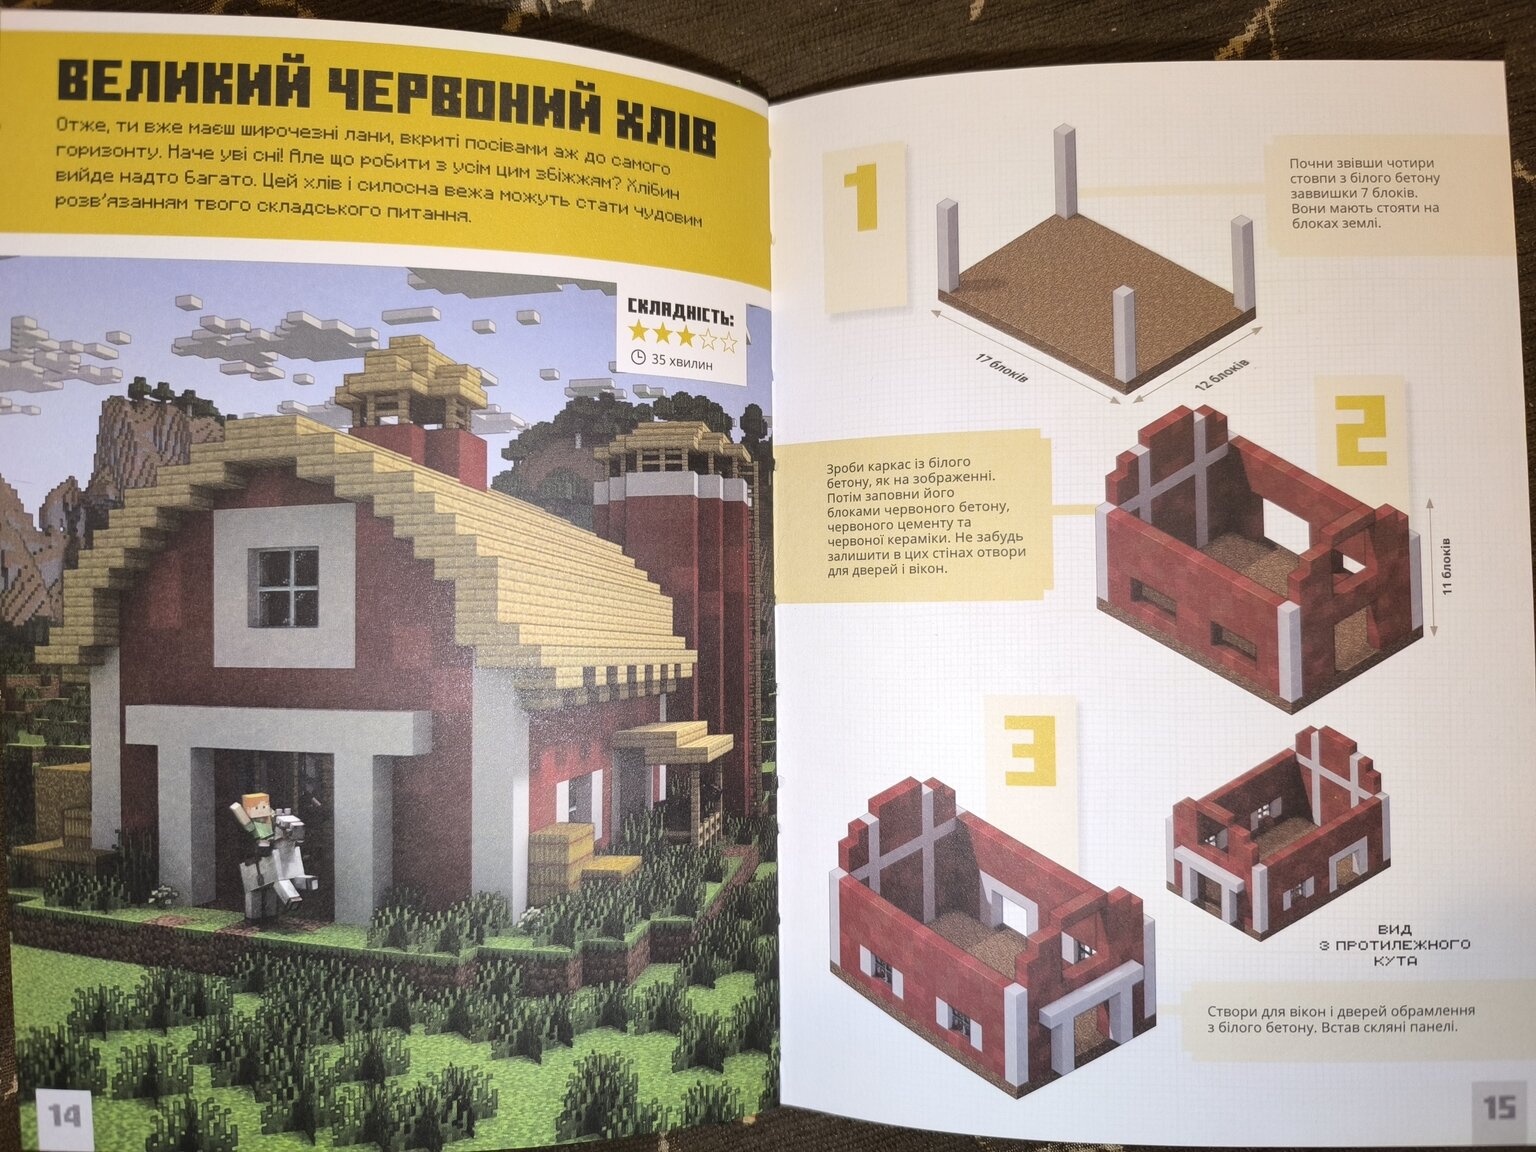 ВЕЛИКИЙ ЧЕРВОНИЙ ХЛІВ
Отже, ти вже маєш широчезні лани, вкриті посівами аж до самого
горизонту. Наче уві сні! Але що робити з усім цим збіжжям? Хлібин
вийде надто багато. Цей хлів і силосна вежа можуть стати чудовим
розв'язанням твого складського питання.
СКЛАДНІСТЬ:
35 хвилин
14
1
Почни звівши чотири
стовпи з білого бетону
заввишки 7 блоків.
Вони мають стояти на
блоках землі.
17 блоків
12 блоків
2
Зроби каркас із білого
бетону, як на зображенні.
Потім заповни його
блоками червоного бетону,
червоного цементу та
червоної кераміки. Не забудь
залишити в цих стінах отвори
для дверей і вікон.
11 блоків
3
ВИД
З ПРОТИЛЕЖНОГО
КУТА
Створи для вікон і дверей обрамлення
з білого бетону. Встав скляні панелі.
15